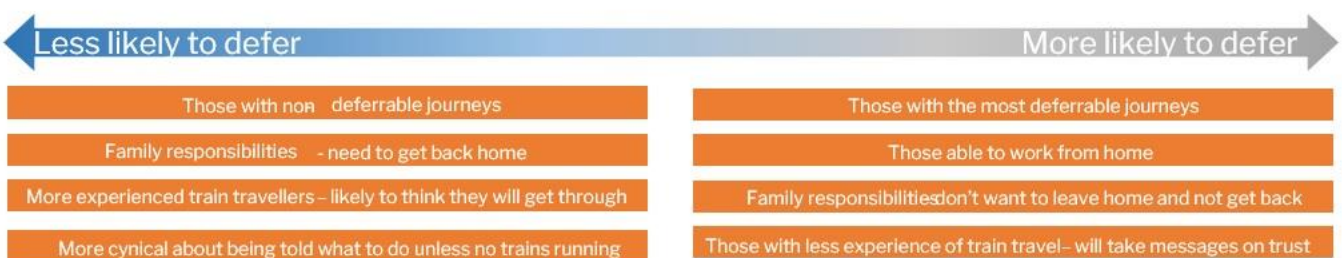 Less likely to defer
More likely to defer
Those with non deferrable journeys
Family responsibilities - need to get back home
More experienced train travellers – likely to think they will get through
More cynical about being told what to do unless no trains running
Those with the most deferrable journeys
Those able to work from home
Family responsibilities don't want to leave home and not get back
Those with less experience of train travel – will take messages on trust